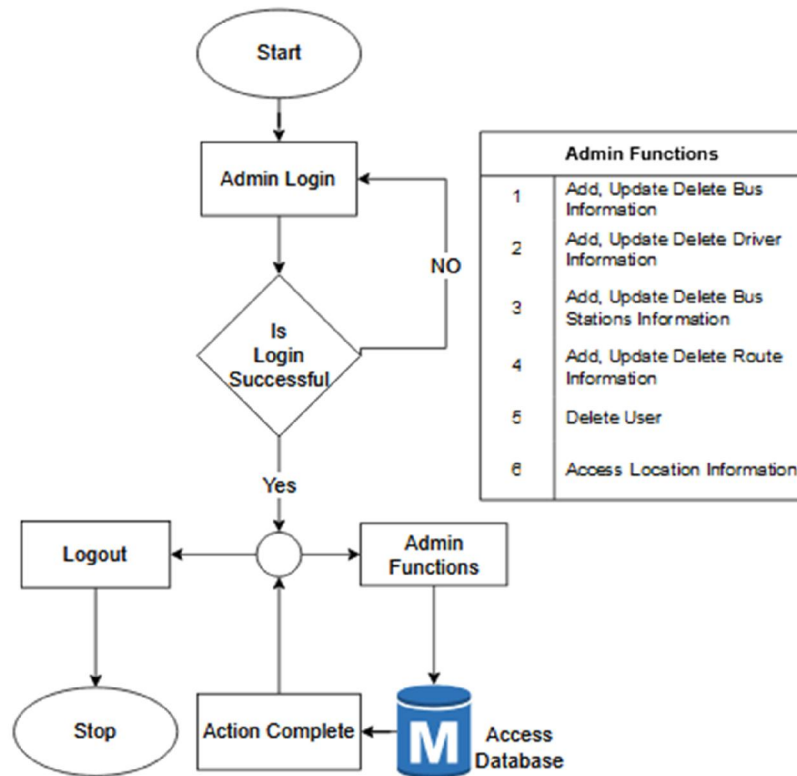 Start
Admin Login
NO
Is
Login
Successful
Yes
Logout
Admin
Functions
Stop
Action Complete
M
Access
Database
Admin Functions
1 Add, Update Delete Bus
Information
2 Add, Update Delete Driver
Information
3 Add, Update Delete Bus
Stations Information
4 Add, Update Delete Route
Information
5 Delete User
6 Access Location Information